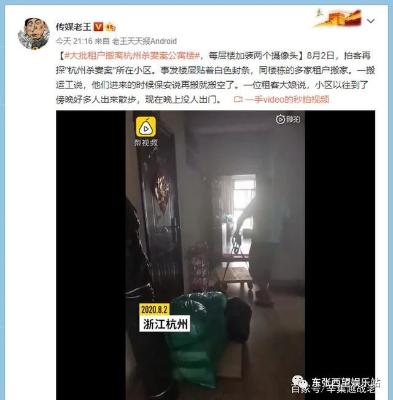 传媒老王
今天 21:16 来自 老王天天报Android
【#大批租户搬离杭州杀妻案公寓楼#，每层楼加装两个摄像头】8月2日，拍客再
探“杭州杀妻案”所在小区。事发楼层贴着白色封条，同楼栋的多家租户搬家。一搬
运工说，他们进来的时候保安说再搬就搬空了。一位租客大娘说，小区以往到了
傍晚好多人出来散步，现在晚上没人出门。 一手video的秒拍视频
梨视频
秒拍
2020.8.2
浙江杭州
东张西望娱乐站